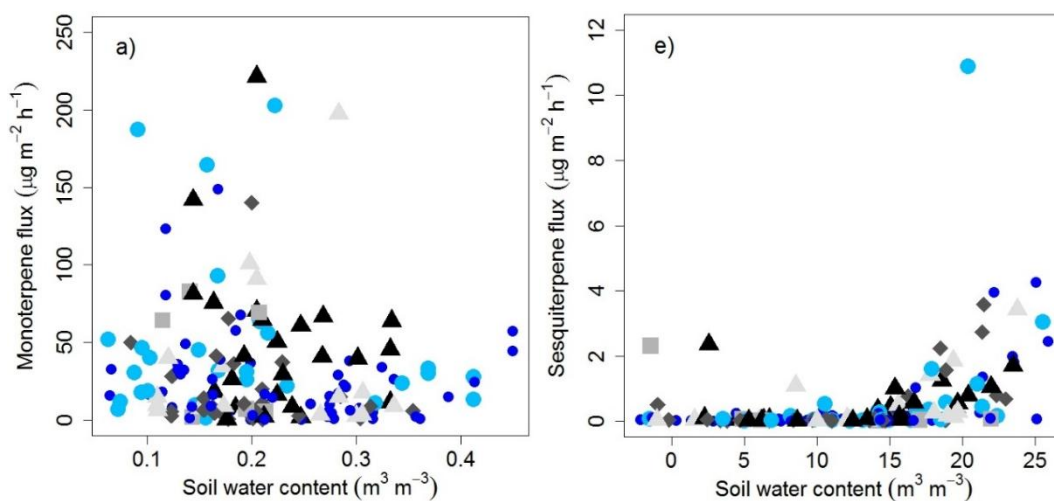 a)
Monoterpene flux (µg m⁻² h⁻¹)
250
200
150
100
50
0
0.1 0.2 0.3 0.4
Soil water content (m³ m⁻³)
e)
Sesquiterpene flux (µg m⁻² h⁻¹)
12
10
8
6
4
2
0
0 5 10 15 20 25
Soil water content (m³ m⁻³)